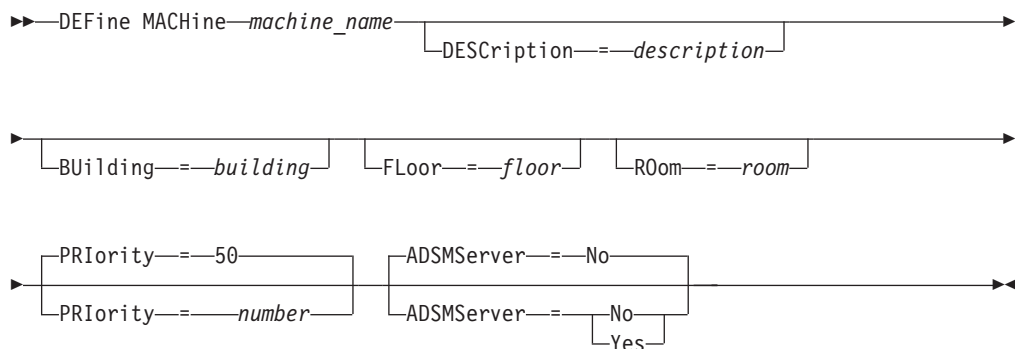 DEFine MACHine machine_name
DESCription = description
BUilding = building FLoor = floor ROom = room
PRIority = 50 ADSMServer = No
PRIority = number ADSMServer = No
Yes